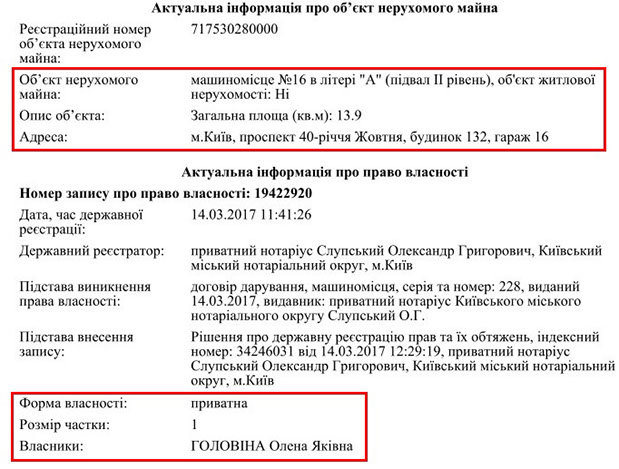 Актуальна інформація про об’єкт нерухомого майна
Реєстраційний номер 717530280000
об’єкта нерухомого
майна:
Об’єкт нерухомого машиномісце №16 в літері "А" (підвал ІІ рівень), об'єкт житлової
майна: нерухомості: Ні
Опис об’єкта: Загальна площа (кв.м): 13.9
Адреса: м.Київ, проспект 40-річчя Жовтня, будинок 132, гараж 16
Актуальна інформація про право власності
Номер запису про право власності: 19422920
Дата, час державної 14.03.2017 11:41:26
реєстрації:
Державний реєстратор: приватний нотаріус Слупський Олександр Григорович, Київський
міський нотаріальний округ, м.Київ
Підстава виникнення договір дарування, машиномісця, серія та номер: 228, виданий
права власності: 14.03.2017, видавник: приватний нотаріус Київського міського
нотаріального округу Слупський О.Г.
Підстава внесення Рішення про державну реєстрацію прав та їх обтяжень, індексний
запису: номер: 34246031 від 14.03.2017 12:29:19, приватний нотаріус
Слупський Олександр Григорович, Київський міський нотаріальний
округ, м.Київ
Форма власності: приватна
Розмір частки: 1
Власники: ГОЛОВІНА Олена Яківна